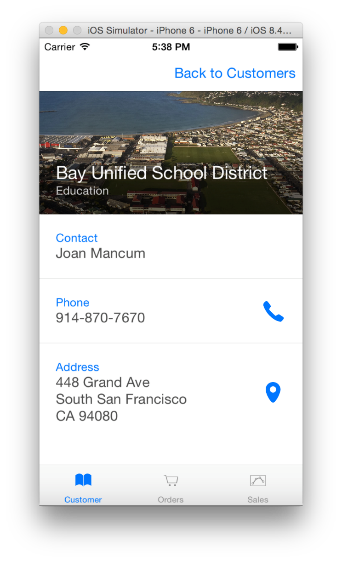 iOS Simulator - iPhone 6 - iPhone 6 / iOS 8.4...
Carrier 5:38 PM
Back to Customers
Bay Unified School District
Education
Contact
Joan Mancum
Phone
914-870-7670
Address
448 Grand Ave
South San Francisco
CA 94080
Customer Orders Sales